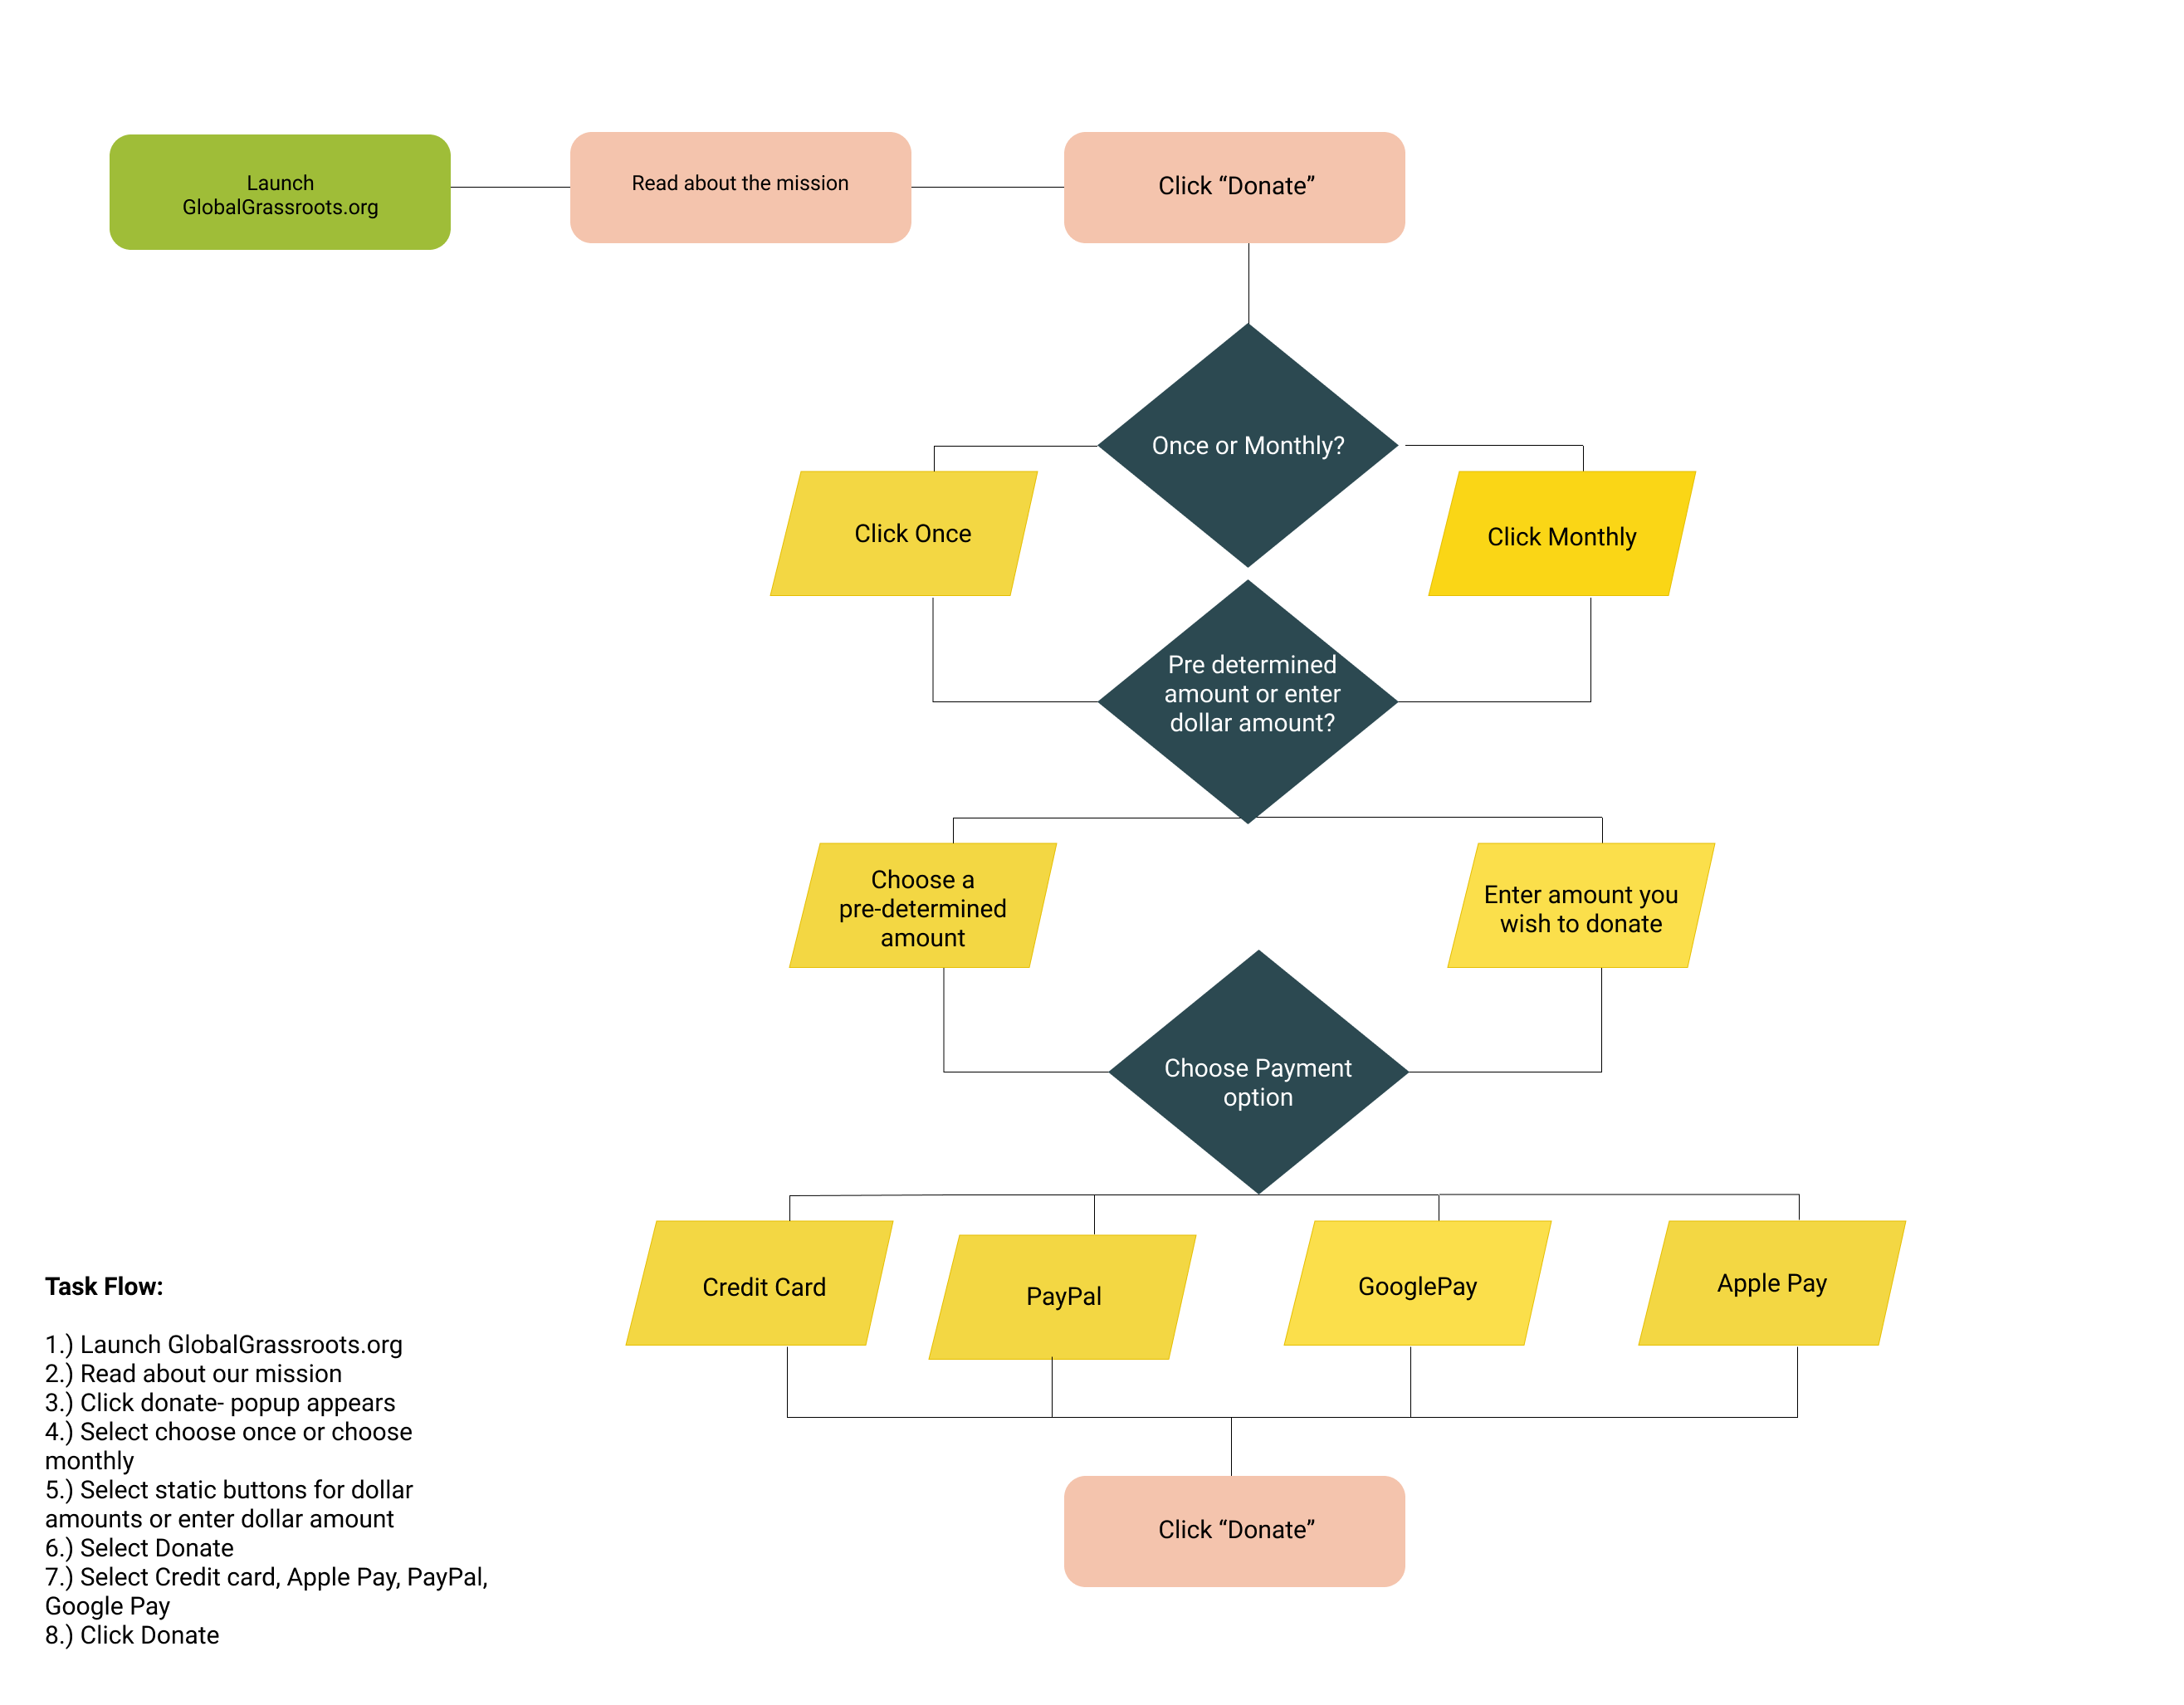 Launch
GlobalGrassroots.org
Read about the mission
Click “Donate”
Once or Monthly?
Click Once
Click Monthly
Pre determined
amount or enter
dollar amount?
Choose a
pre-determined
amount
Enter amount you
wish to donate
Choose Payment
option
Credit Card
PayPal
GooglePay
Apple Pay
Click “Donate”
Task Flow:
1.) Launch GlobalGrassroots.org
2.) Read about our mission
3.) Click donate- popup appears
4.) Select choose once or choose
monthly
5.) Select static buttons for dollar
amounts or enter dollar amount
6.) Select Donate
7.) Select Credit card, Apple Pay, PayPal,
Google Pay
8.) Click Donate